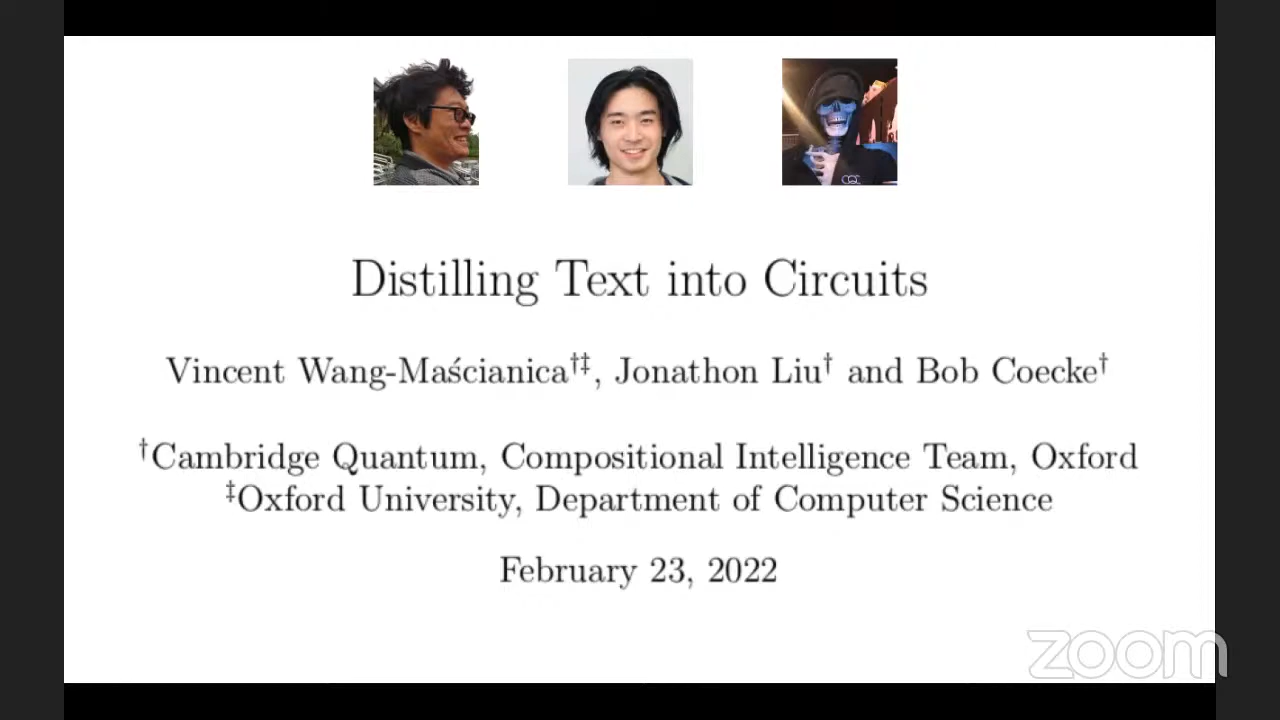 CQC
Distilling Text into Circuits
Vincent Wang-Maścianica†‡, Jonathon Liu† and Bob Coecke†
†Cambridge Quantum, Compositional Intelligence Team, Oxford
‡Oxford University, Department of Computer Science
February 23, 2022
zoom